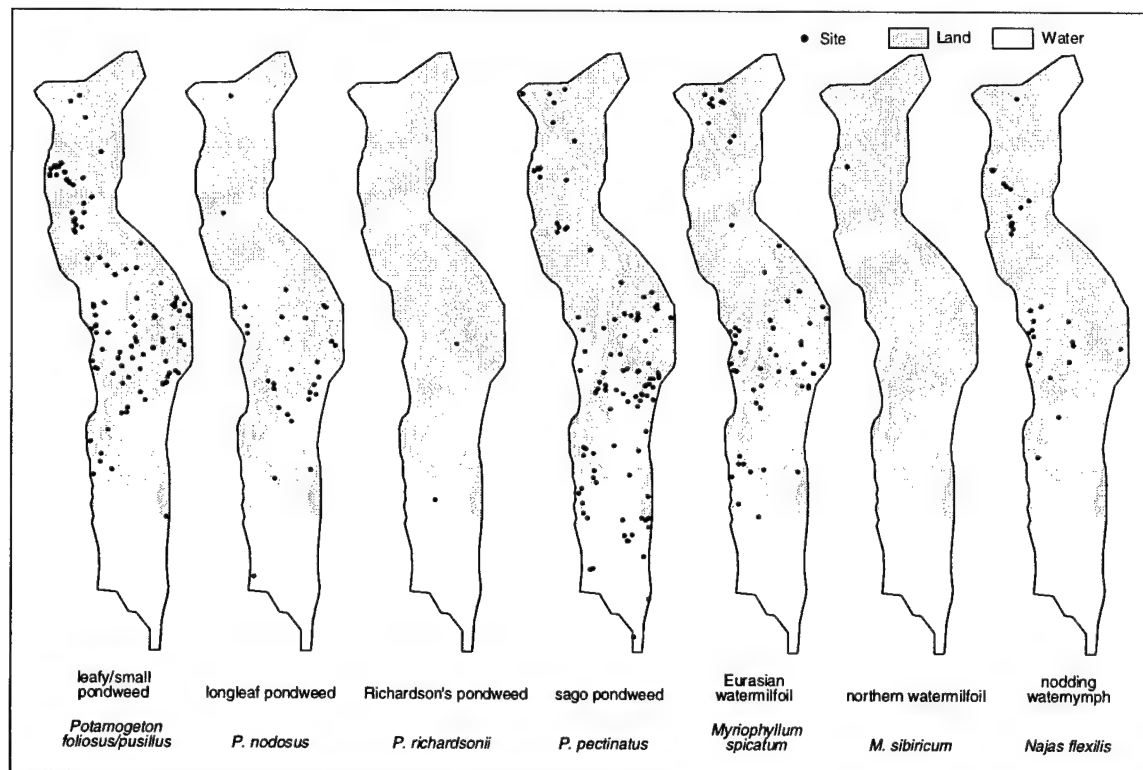 Site Land Water
leafy/small
pondweed
longleaf pondweed
Richardson's pondweed
sago pondweed
Eurasian
watermilfoil
northern watermilfoil
nodding
waternymph
Potamogeton
foliosus/pusillus
P. nodosus
P. richardsonii
P. pectinatus
Myriophyllum
spicatum
M. sibiricum
Najas flexilis